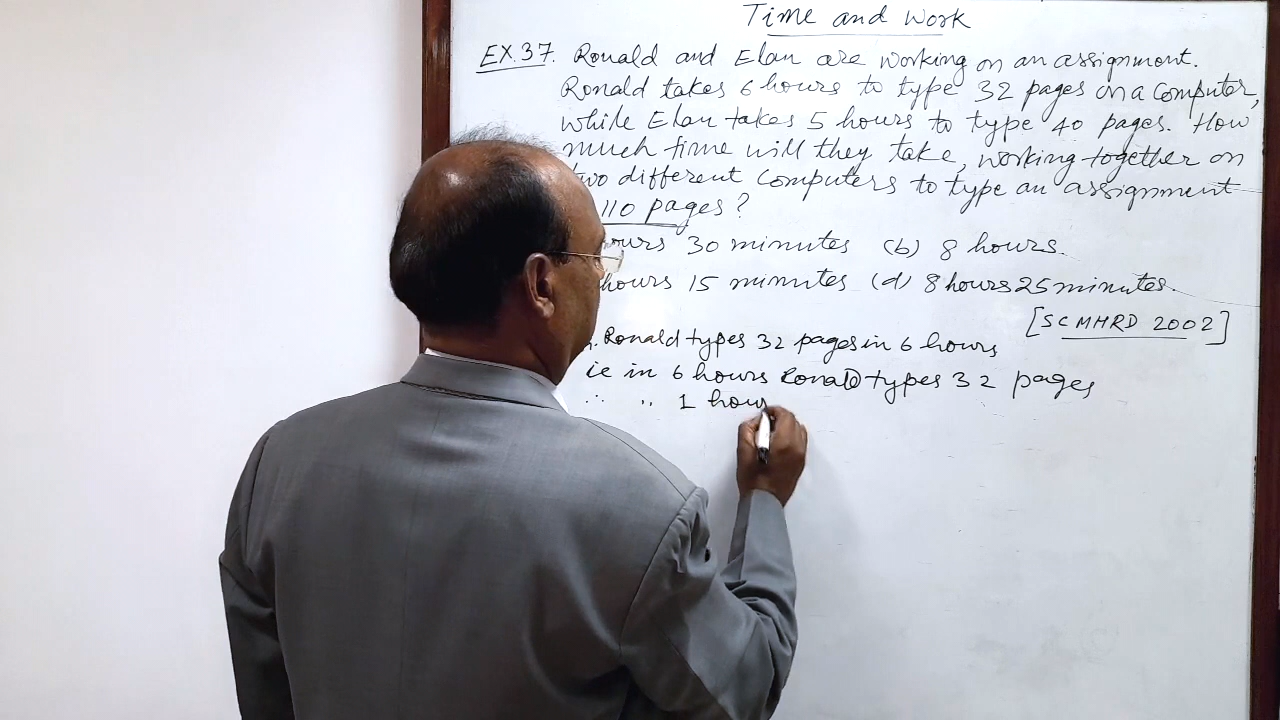 Time and Work
EX.37. Ronald and Elan are working on an assignment.
Ronald takes 6 hours to type 32 pages on a computer,
while Elan takes 5 hours to type 40 pages. How
much time will they take, working together on
two different computers to type an assignment
110 pages?
hours 30 minutes (b) 8 hours.
hours 15 minutes (d) 8 hours 25 minutes.
[SCMHRD 2002]
Ronald types 32 pages in 6 hours
ie in 6 hours Ronald types 32 pages
∴ " 1 hour